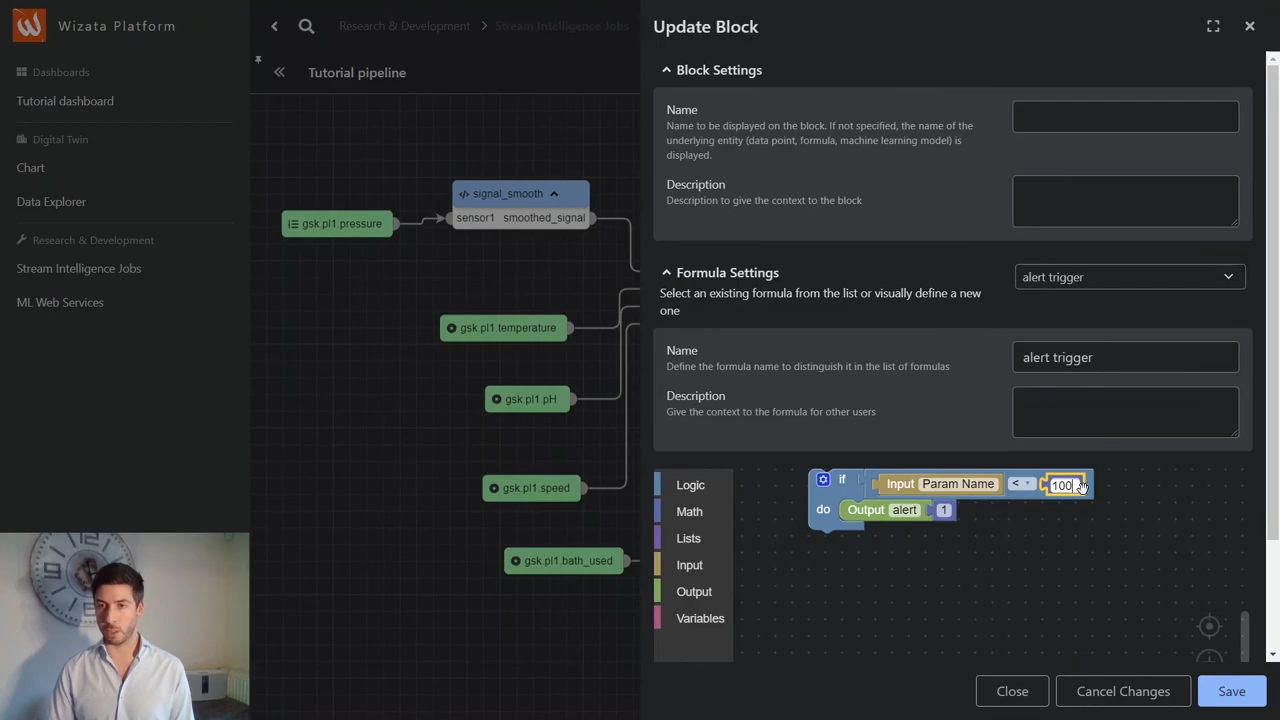 Wizata Platform
Dashboards
Tutorial dashboard
Digital Twin
Chart
Data Explorer
Research & Development
Stream Intelligence Jobs
ML Web Services
Research & Development > Stream Intelligence Jobs
Tutorial pipeline
gsk.pl1.pressure
signal_smooth
sensor1 smoothed_signal
gsk.pl1.temperature
gsk.pl1.pH
gsk.pl1.speed
gsk.pl1.bath_used
Update Block
Block Settings
Name
Name to be displayed on the block. If not specified, the name of the
underlying entity (data point, formula, machine learning model) is
displayed.
Description
Description to give the context to the block
Formula Settings
alert trigger
Select an existing formula from the list or visually define a new
one
Name
Define the formula name to distinguish it in the list of formulas
alert trigger
Description
Give the context to the formula for other users
Logic
Math
Lists
Input
Output
Variables
if Input Param Name < 100
do Output alert 1
Close Cancel Changes Save